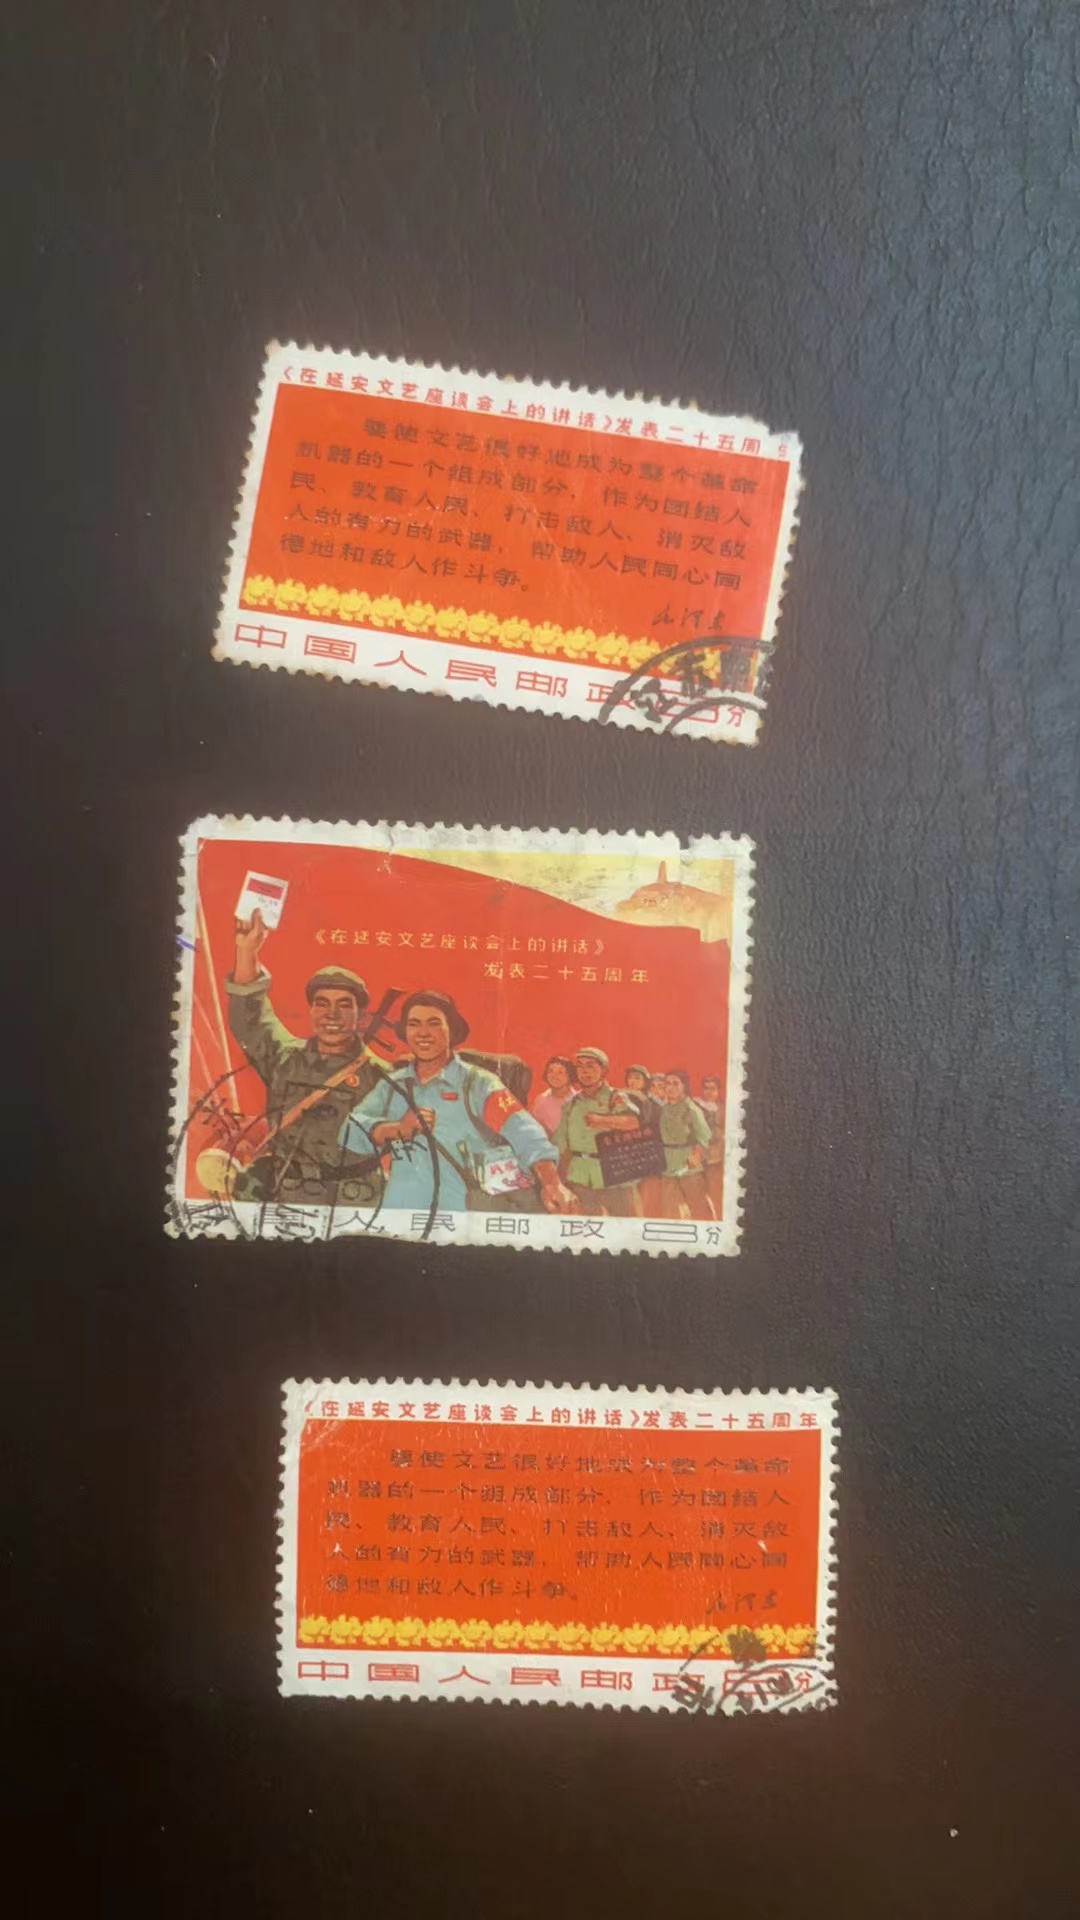 《在延安文艺座谈会上的讲话》发表二十五周年
要使文艺很好地成为整个革命
机器的一个组成部分，作为团结人
民、教育人民、打击敌人、消灭敌
人的有力的武器，帮助人民同心同
德地和敌人作斗争。
毛泽东
中国人民邮政8分
《在延安文艺座谈会上的讲话》
发表二十五周年
国人民邮政 8分
《在延安文艺座谈会上的讲话》发表二十五周年
要使文艺很好地成为整个革命
机器的一个组成部分，作为团结人
民、教育人民、打击敌人、消灭敌
人的有力的武器，帮助人民同心同
德地和敌人作斗争。
毛泽东
中国人民邮政8分